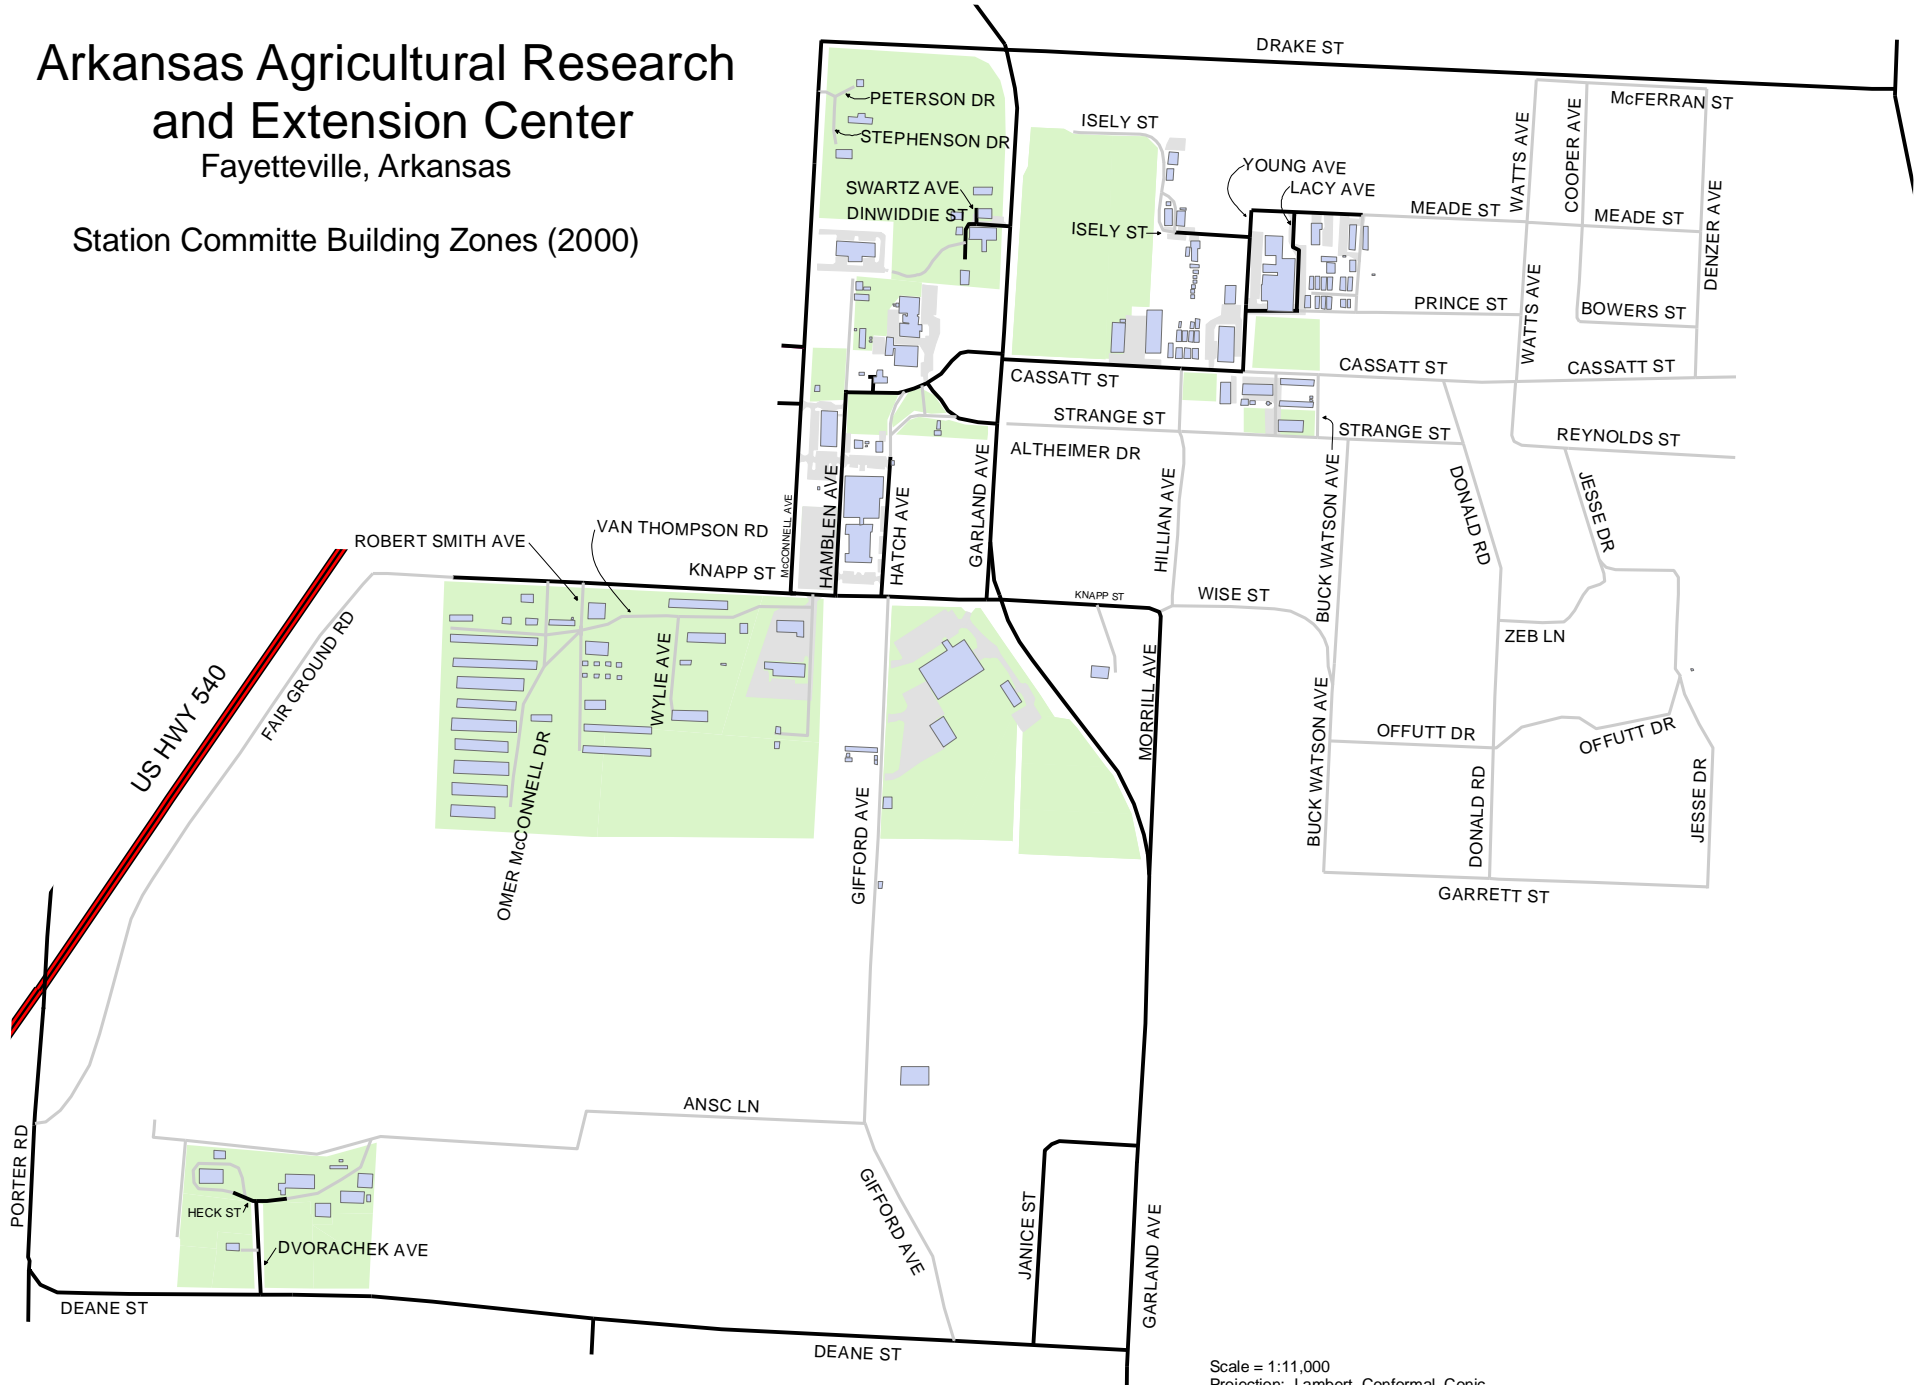 Arkansas Agricultural Research
and Extension Center
Fayetteville, Arkansas
Station Committe Building Zones (2000)
DRAKE ST
PETERSON DR
STEPHENSON DR
SWARTZ AVE
DINWIDDIE ST
ISELY ST
ISELY ST
YOUNG AVE
LACY AVE
McFERRAN ST
WATTS AVE
COOPER AVE
MEADE ST
MEADE ST
DENZER AVE
PRINCE ST
BOWERS ST
WATTS AVE
CASSATT ST
CASSATT ST
CASSATT ST
STRANGE ST
STRANGE ST
REYNOLDS ST
ALTHEIMER DR
McCONNELL AVE
HAMBLEN AVE
HATCH AVE
GARLAND AVE
HILLIAN AVE
BUCK WATSON AVE
DONALD RD
JESSE DR
ROBERT SMITH AVE
VAN THOMPSON RD
KNAPP ST
KNAPP ST
WISE ST
ZEB LN
US HWY 540
FAIR GROUND RD
WYLIE AVE
OMER McCONNELL DR
GIFFORD AVE
MORRILL AVE
BUCK WATSON AVE
OFFUTT DR
OFFUTT DR
DONALD RD
JESSE DR
GARRETT ST
ANSC LN
PORTER RD
HECK ST
DVORACHEK AVE
GIFFORD AVE
JANICE ST
GARLAND AVE
DEANE ST
DEANE ST
Scale = 1:11,000
Projection: Lambert Conformal Conic